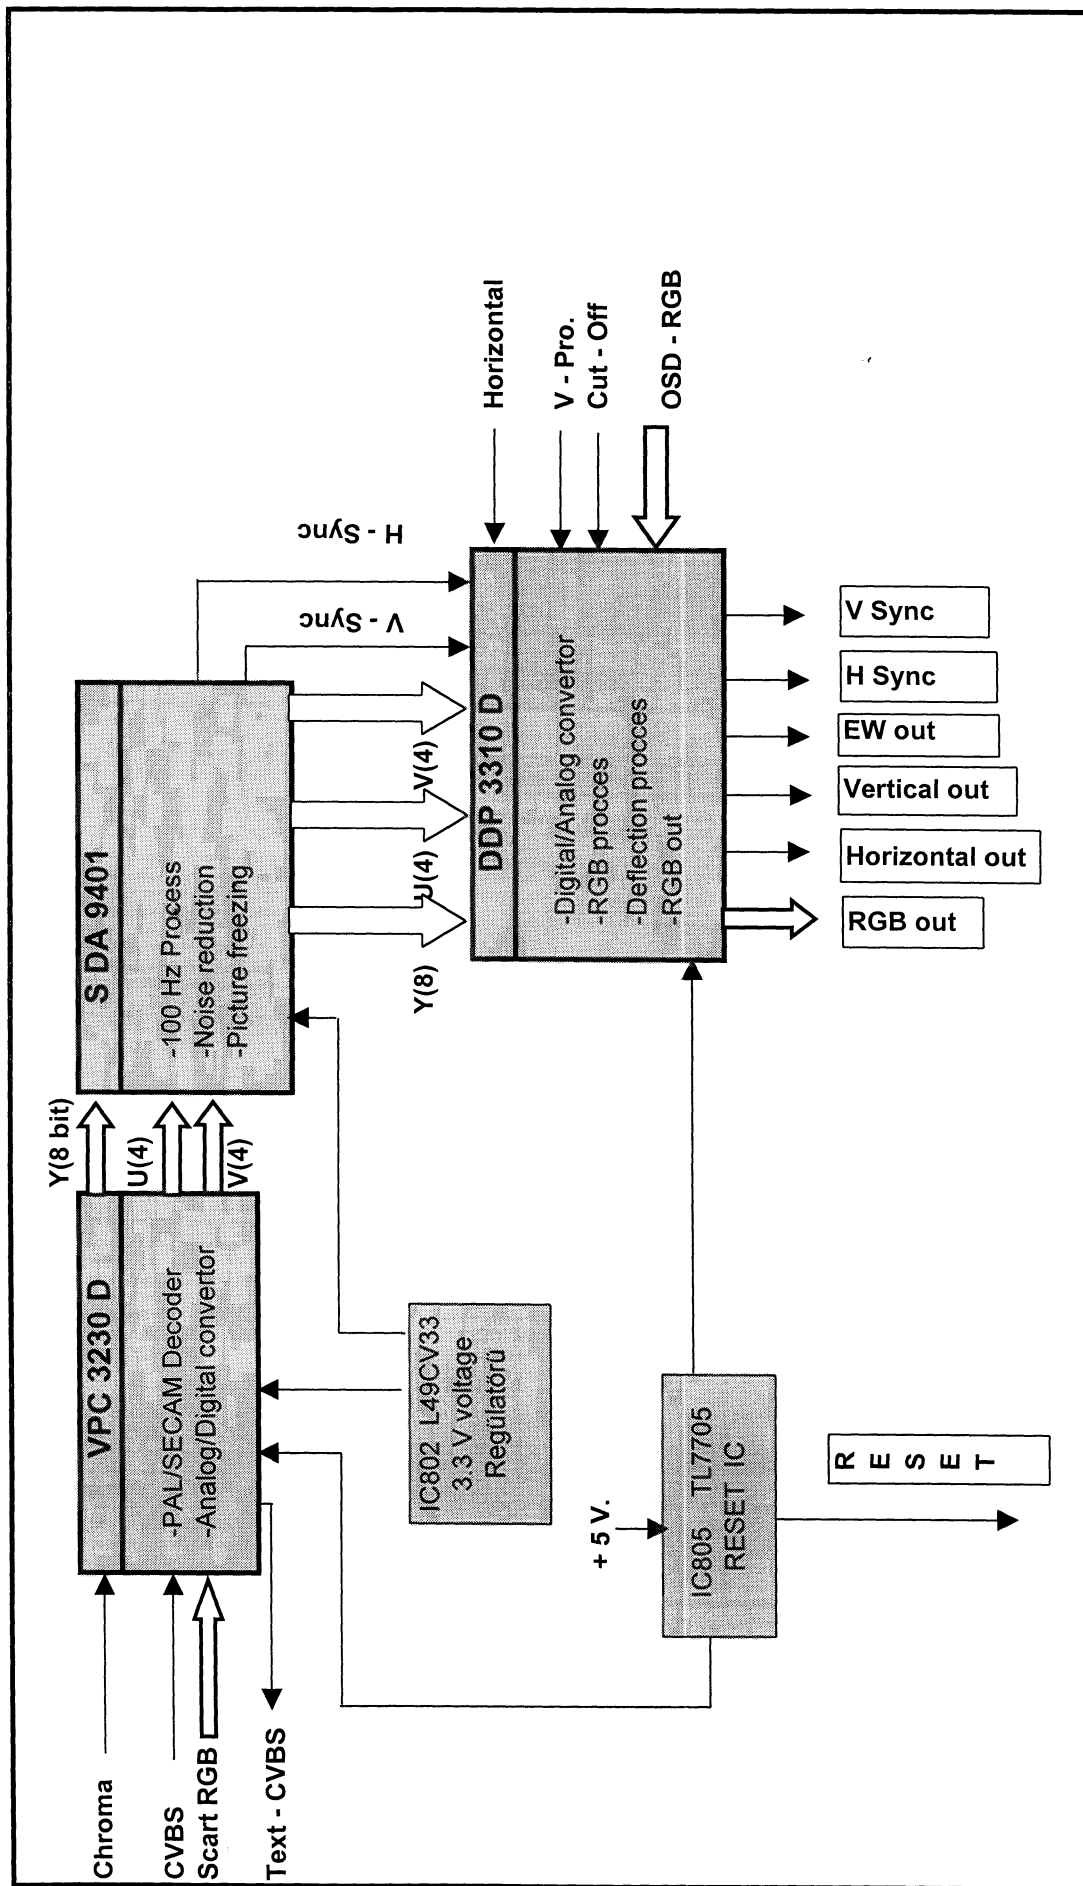 Chroma
CVBS
Scart RGB
Text - CVBS
VPC 3230 D
-PAL/SECAM Decoder
-Analog/Digital convertor
Y(8 bit)
U(4)
V(4)
S DA 9401
-100 Hz Process
-Noise reduction
-Picture freezing
IC802 L49CV33
3.3 V voltage
Regülatörü
+ 5 V.
IC805 TL7705
RESET IC
RESET
Y(8)
U(4)
V(4)
V - Sync
H - Sync
DDP 3310 D
-Digital/Analog convertor
-RGB procces
-Deflection procces
-RGB out
Horizontal
V - Pro.
Cut - Off
OSD - RGB
RGB out
Horizontal out
Vertical out
EW out
H Sync
V Sync